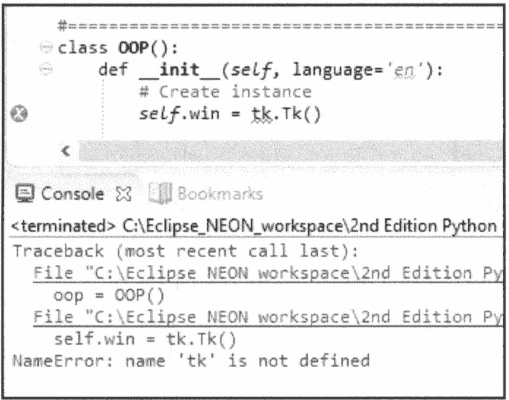 #==================================================
class OOP():
def __init__(self, language='en'):
# Create instance
self.win = tk.Tk()
Console Bookmarks
<terminated> C:\Eclipse_NEON_workspace\2nd Edition Python
Traceback (most recent call last):
File "C:\Eclipse NEON workspace\2nd Edition Py
oop = OOP()
File "C:\Eclipse NEON workspace\2nd Edition Py
self.win = tk.Tk()
NameError: name 'tk' is not defined